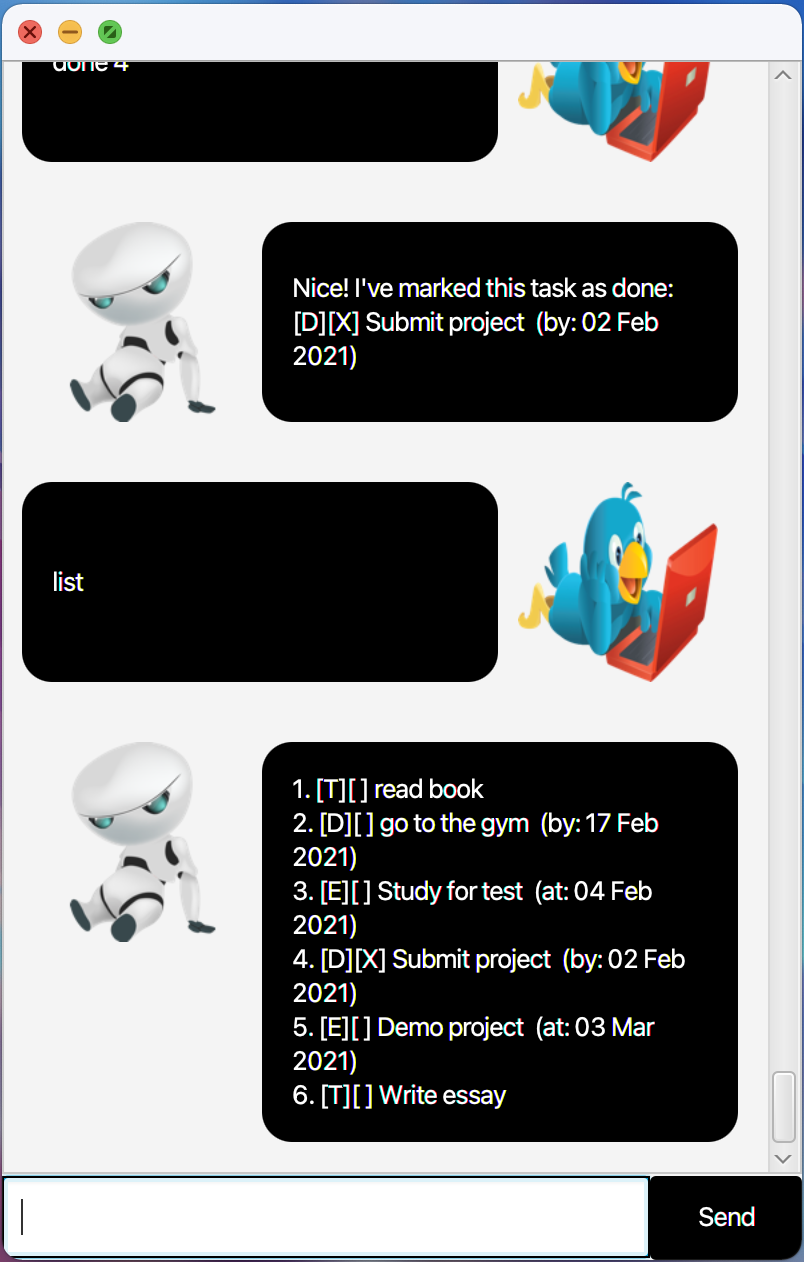 done 4
Nice! I've marked this task as done:
[D][X] Submit project  (by: 02 Feb
2021)
list
1. [T][ ] read book
2. [D][ ] go to the gym  (by: 17 Feb
2021)
3. [E][ ] Study for test  (at: 04 Feb
2021)
4. [D][X] Submit project  (by: 02 Feb
2021)
5. [E][ ] Demo project  (at: 03 Mar
2021)
6. [T][ ] Write essay
Send